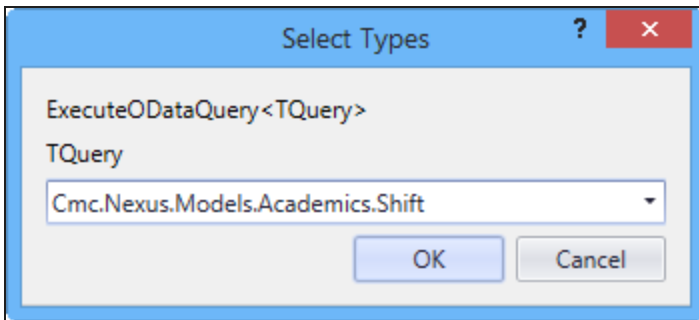 Select Types ?
ExecuteODataQuery<TQuery>
TQuery
Cmc.Nexus.Models.Academics.Shift
OK Cancel